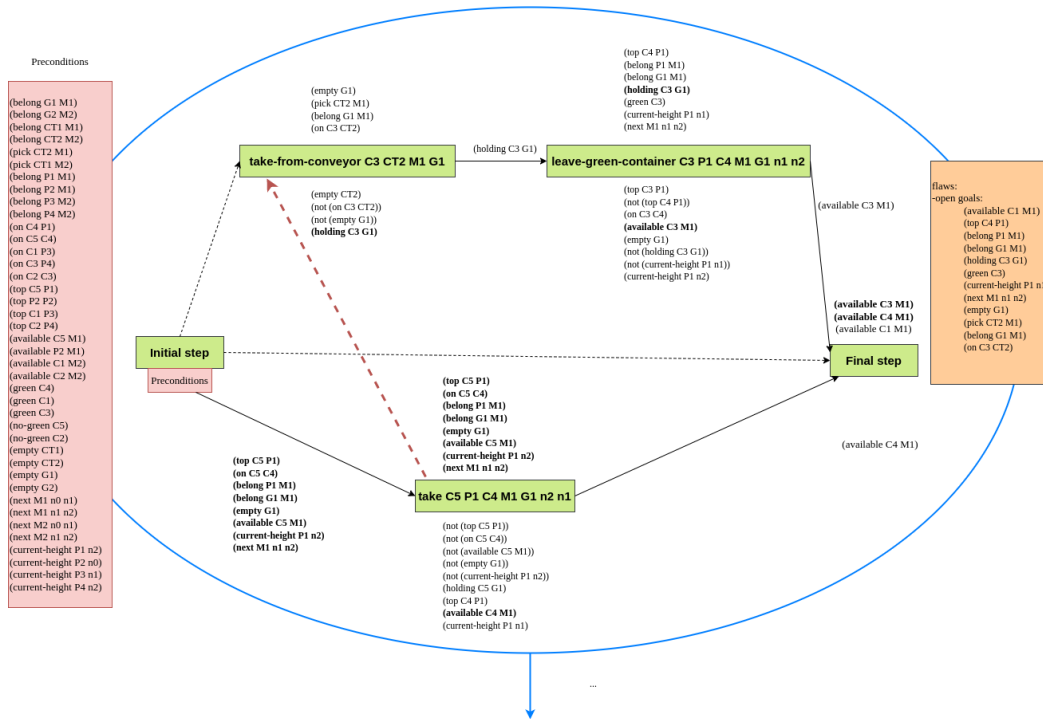 Preconditions
(belong G1 M1)
(belong G2 M2)
(belong CT1 M1)
(belong CT2 M2)
(pick CT2 M1)
(pick CT1 M2)
(belong P1 M1)
(belong P2 M1)
(belong P3 M2)
(belong P4 M2)
(on C4 P1)
(on C5 C4)
(on C1 P3)
(on C3 P4)
(on C2 C3)
(top C5 P1)
(top P2 P2)
(top C1 P3)
(top C2 P4)
(available C5 M1)
(available P2 M1)
(available C1 M2)
(available C2 M2)
(green C4)
(green C1)
(green C3)
(no-green C5)
(no-green C2)
(empty CT1)
(empty CT2)
(empty G1)
(empty G2)
(next M1 n0 n1)
(next M1 n1 n2)
(next M2 n0 n1)
(next M2 n1 n2)
(current-height P1 n2)
(current-height P2 n0)
(current-height P3 n1)
(current-height P4 n2)
(empty G1)
(pick CT2 M1)
(belong G1 M1)
(on C3 CT2)
take-from-conveyor C3 CT2 M1 G1
(empty CT2)
(not (on C3 CT2))
(not (empty G1))
(holding C3 G1)
(holding C3 G1)
(top C4 P1)
(belong P1 M1)
(belong G1 M1)
(holding C3 G1)
(green C3)
(current-height P1 n1)
(next M1 n1 n2)
leave-green-container C3 P1 C4 M1 G1 n1 n2
(top C3 P1)
(not (top C4 P1))
(on C3 C4)
(available C3 M1)
(empty G1)
(not (holding C3 G1))
(not (current-height P1 n1))
(current-height P1 n2)
(available C3 M1)
(available C3 M1)
(available C4 M1)
(available C1 M1)
Final step
Initial step
Preconditions
(top C5 P1)
(on C5 C4)
(belong P1 M1)
(belong G1 M1)
(empty G1)
(available C5 M1)
(current-height P1 n2)
(next M1 n1 n2)
(top C5 P1)
(on C5 C4)
(belong P1 M1)
(belong G1 M1)
(empty G1)
(available C5 M1)
(current-height P1 n2)
(next M1 n1 n2)
take C5 P1 C4 M1 G1 n2 n1
(not (top C5 P1))
(not (on C5 C4))
(not (available C5 M1))
(not (empty G1))
(not (current-height P1 n2))
(holding C5 G1)
(top C4 P1)
(available C4 M1)
(current-height P1 n1)
(available C4 M1)
flaws:
-open goals:
(available C1 M1)
(top C4 P1)
(belong P1 M1)
(belong G1 M1)
(holding C3 G1)
(green C3)
(current-height P1 n1
(next M1 n1 n2)
(empty G1)
(pick CT2 M1)
(belong G1 M1)
(on C3 CT2)
...